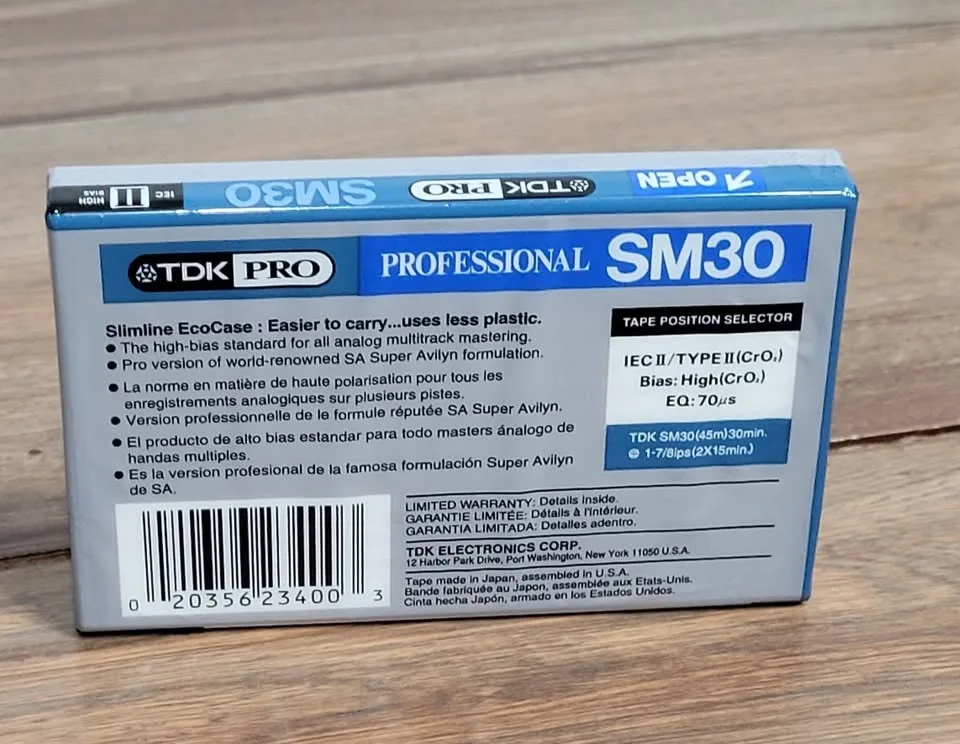 HIGH BIAS II IEC SM30 TDK PRO OPEN
TDK PRO PROFESSIONAL SM30
Slimline EcoCase : Easier to carry...uses less plastic.
● The high-bias standard for all analog multitrack mastering.
● Pro version of world-renowned SA Super Avilyn formulation.
● La norme en matière de haute polarisation pour tous les
enregistrements analogiques sur plusieurs pistes.
● Version professionnelle de la formule réputée SA Super Avilyn.
● El producto de alto bias estandar para todo masters análogo de
handas multiples.
● Es la version profesional de la famosa formulación Super Avilyn
de SA.
TAPE POSITION SELECTOR
IEC II/TYPE II (CrO₂)
Bias: High (CrO₂)
EQ: 70μs
TDK SM30 (45m) 30min.
@ 1-7/8ips (2X15min.)
0 20356 23400 3
LIMITED WARRANTY: Details inside.
GARANTIE LIMITÉE: Détails à l'intérieur.
GARANTIA LIMITADA: Detalles adentro.
TDK ELECTRONICS CORP.
12 Harbor Park Drive, Port Washington, New York 11050 U.S.A.
Tape made in Japan, assembled in U.S.A.
Bande fabriquée au Japon, assemblée aux Etats-Unis.
Cinta hecha Japón, armado en los Estados Unidos.